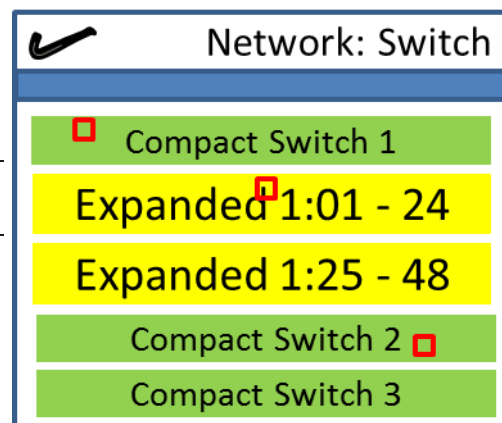 Network: Switch
Compact Switch 1
Expanded 1:01 - 24
Expanded 1:25 - 48
Compact Switch 2
Compact Switch 3